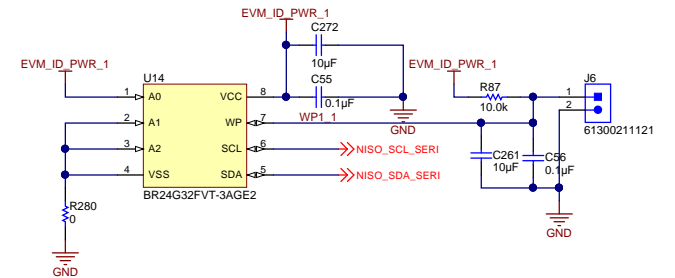 EVM_ID_PWR_1
C272
10µF
EVM_ID_PWR_1
EVM_ID_PWR_1
U14
C55
R87
J6
1
A0
VCC
8
0.1µF
10.0k
1
2
A1
WP
7
WP1_1
GND
2
61300211121
3
A2
SCL
6
NISO_SCL_SERI
C261
10µF
C56
0.1µF
4
VSS
SDA
5
NISO_SDA_SERI
BR24G32FVT-3AGE2
R280
0
GND
GND